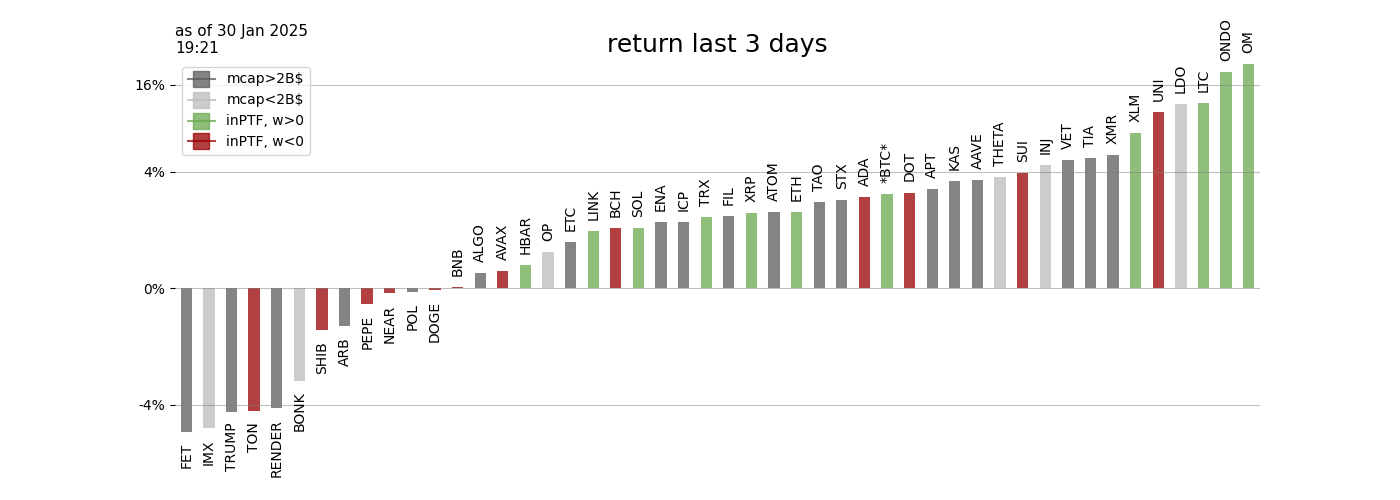 as of 30 Jan 2025
19:21
return last 3 days
mcap>2B$
mcap<2B$
inPTF, w>0
inPTF, w<0
16%
4%
0%
-4%
FET
IMX
TRUMP
TON
RENDER
BONK
SHIB
ARB
PEPE
NEAR
POL
DOGE
BNB
ALGO
AVAX
HBAR
OP
ETC
LINK
BCH
SOL
ENA
ICP
TRX
FIL
XRP
ATOM
ETH
TAO
STX
ADA
*BTC*
DOT
APT
KAS
AAVE
THETA
SUI
INJ
VET
TIA
XMR
XLM
UNI
LDO
LTC
ONDO
OM